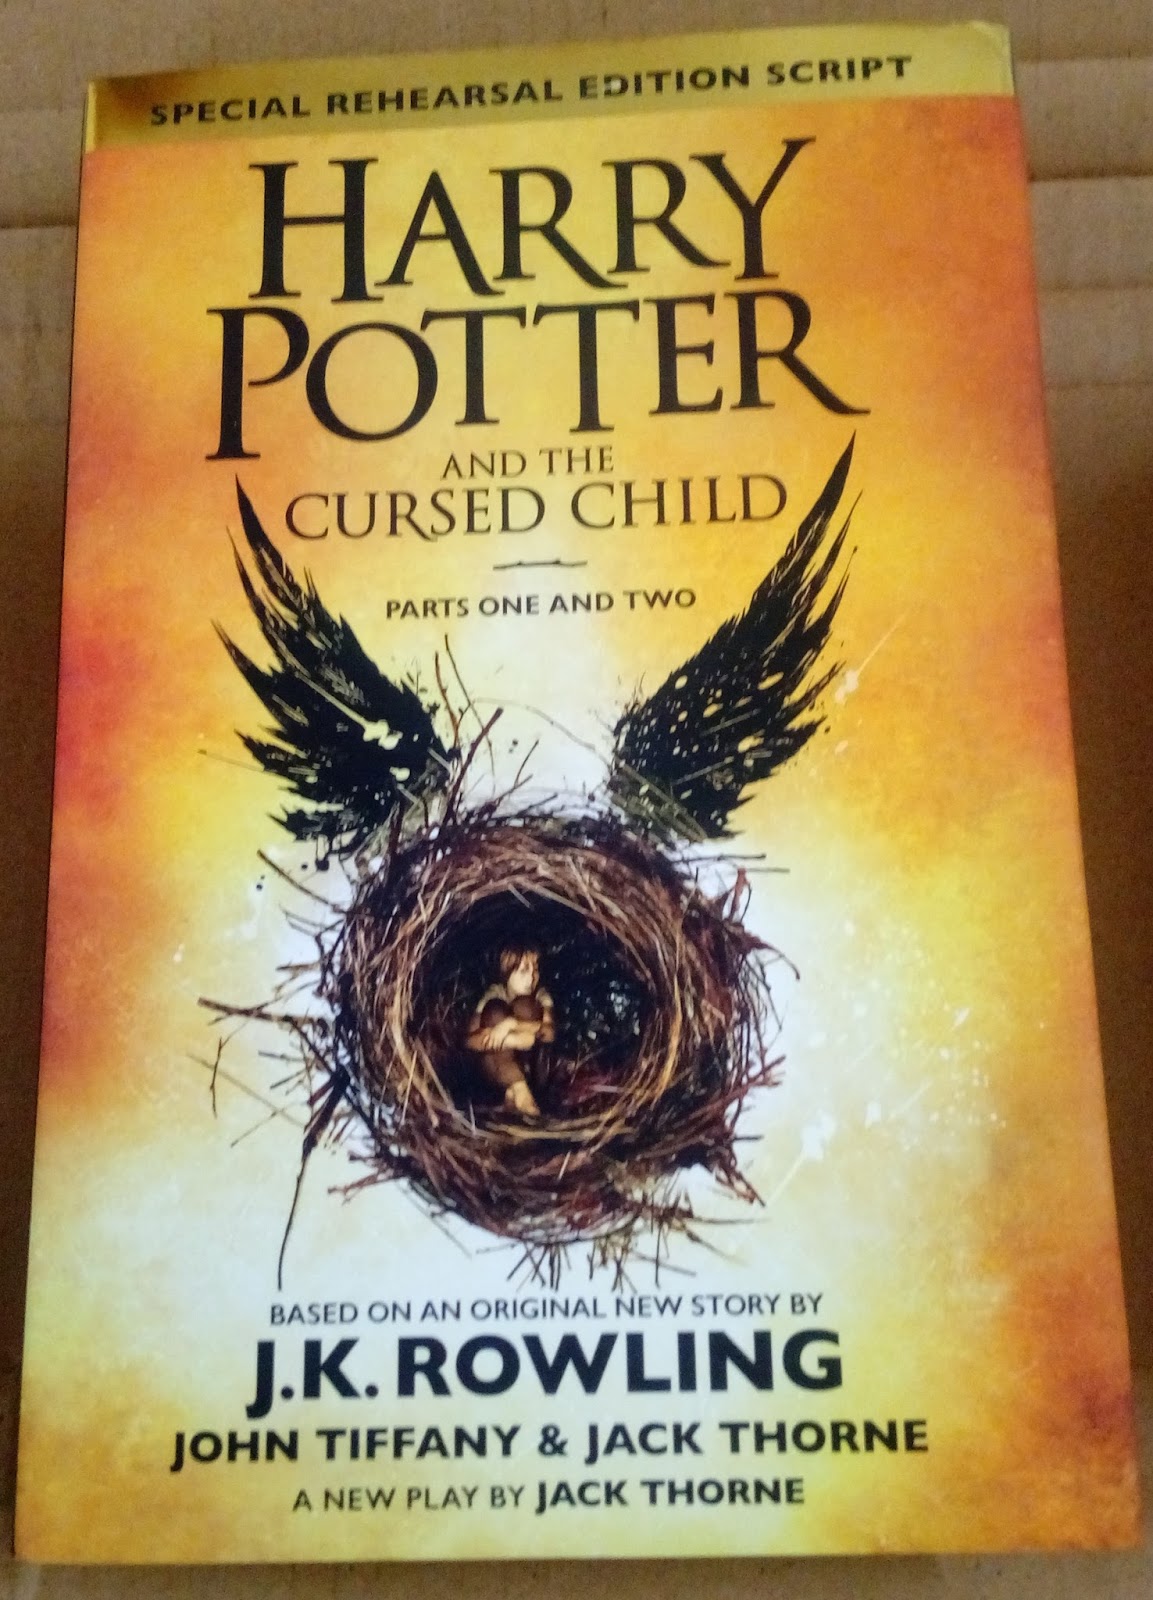 SPECIAL REHEARSAL EDITION SCRIPT
HARRY
POTTER
AND THE
CURSED CHILD
PARTS ONE AND TWO
BASED ON AN ORIGINAL NEW STORY BY
J.K. ROWLING
JOHN TIFFANY & JACK THORNE
A NEW PLAY BY JACK THORNE